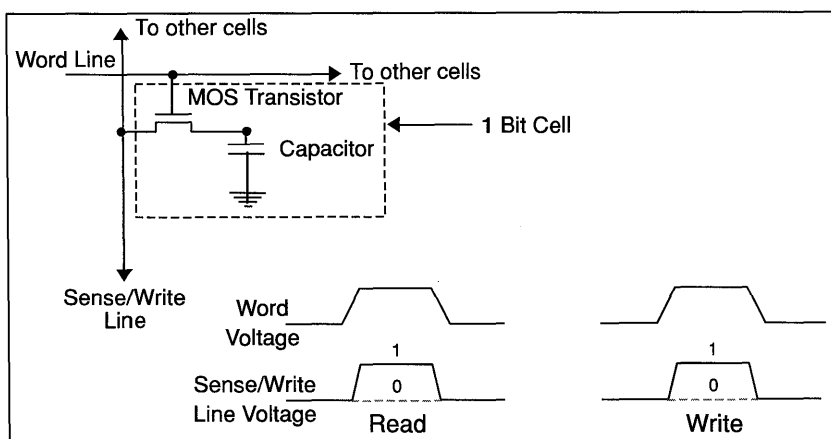 To other cells
Word Line
To other cells
MOS Transistor
1 Bit Cell
Capacitor
Sense/Write
Line
Word
Voltage
1
0
Sense/Write
Line Voltage
Read
1
0
Write